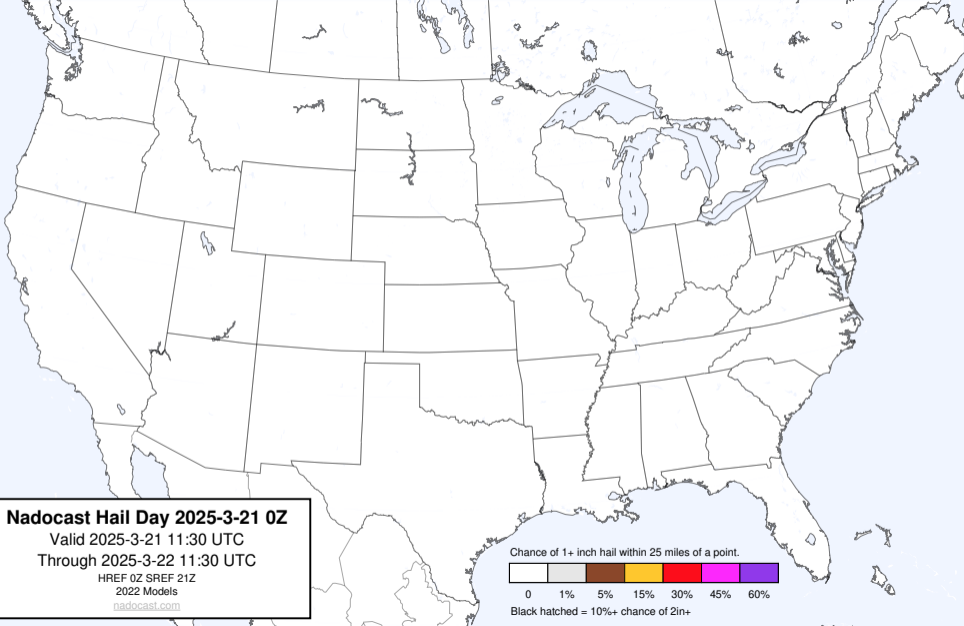 Nadocast Hail Day 2025-3-21 0Z
Valid 2025-3-21 11:30 UTC
Through 2025-3-22 11:30 UTC
HREF 0Z SREF 21Z
2022 Models
nadocast.com
Chance of 1+ inch hail within 25 miles of a point.
0 1% 5% 15% 30% 45% 60%
Black hatched = 10%+ chance of 2in+